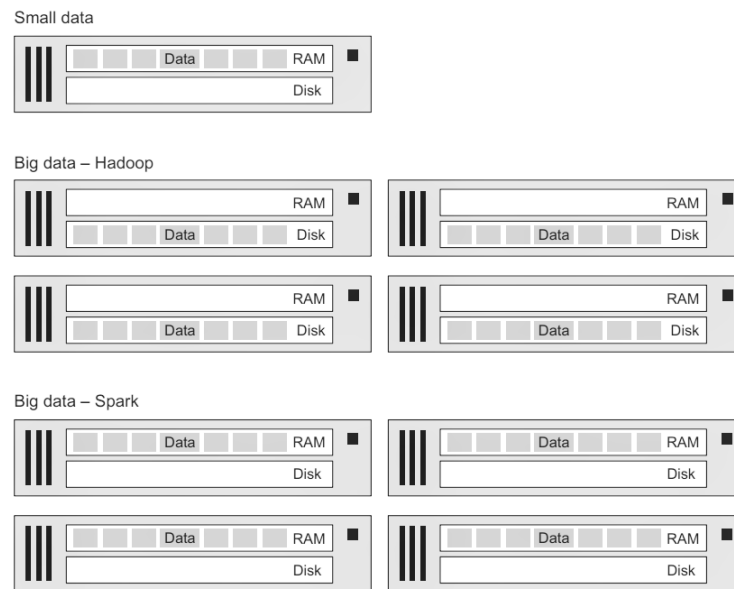 Small data
Data RAM
Disk
Big data – Hadoop
RAM RAM
Data Disk Data Disk
RAM RAM
Data Disk Data Disk
Big data – Spark
Data RAM Data RAM
Disk Disk
Data RAM Data RAM
Disk Disk